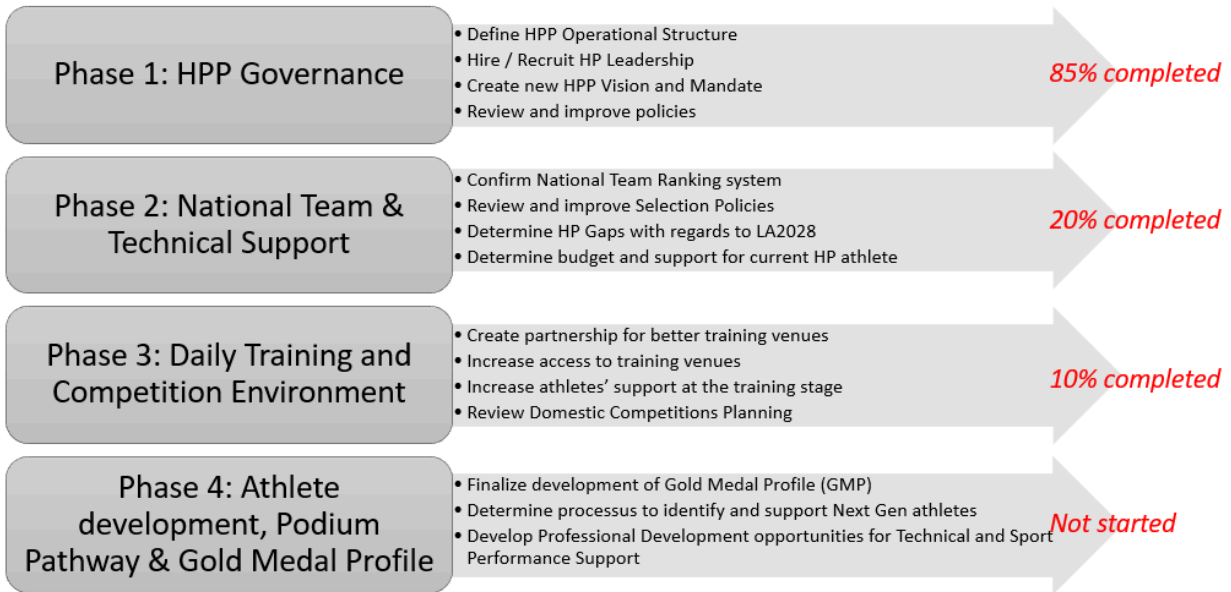 Phase 1: HPP Governance
• Define HPP Operational Structure
• Hire / Recruit HP Leadership
• Create new HPP Vision and Mandate
• Review and improve policies
85% completed
Phase 2: National Team &
Technical Support
• Confirm National Team Ranking system
• Review and improve Selection Policies
• Determine HP Gaps with regards to LA2028
• Determine budget and support for current HP athlete
20% completed
Phase 3: Daily Training and
Competition Environment
• Create partnership for better training venues
• Increase access to training venues
• Increase athletes’ support at the training stage
• Review Domestic Competitions Planning
10% completed
Phase 4: Athlete
development, Podium
Pathway & Gold Medal Profile
• Finalize development of Gold Medal Profile (GMP)
• Determine processus to identify and support Next Gen athletes
• Develop Professional Development opportunities for Technical and Sport
Performance Support
Not started